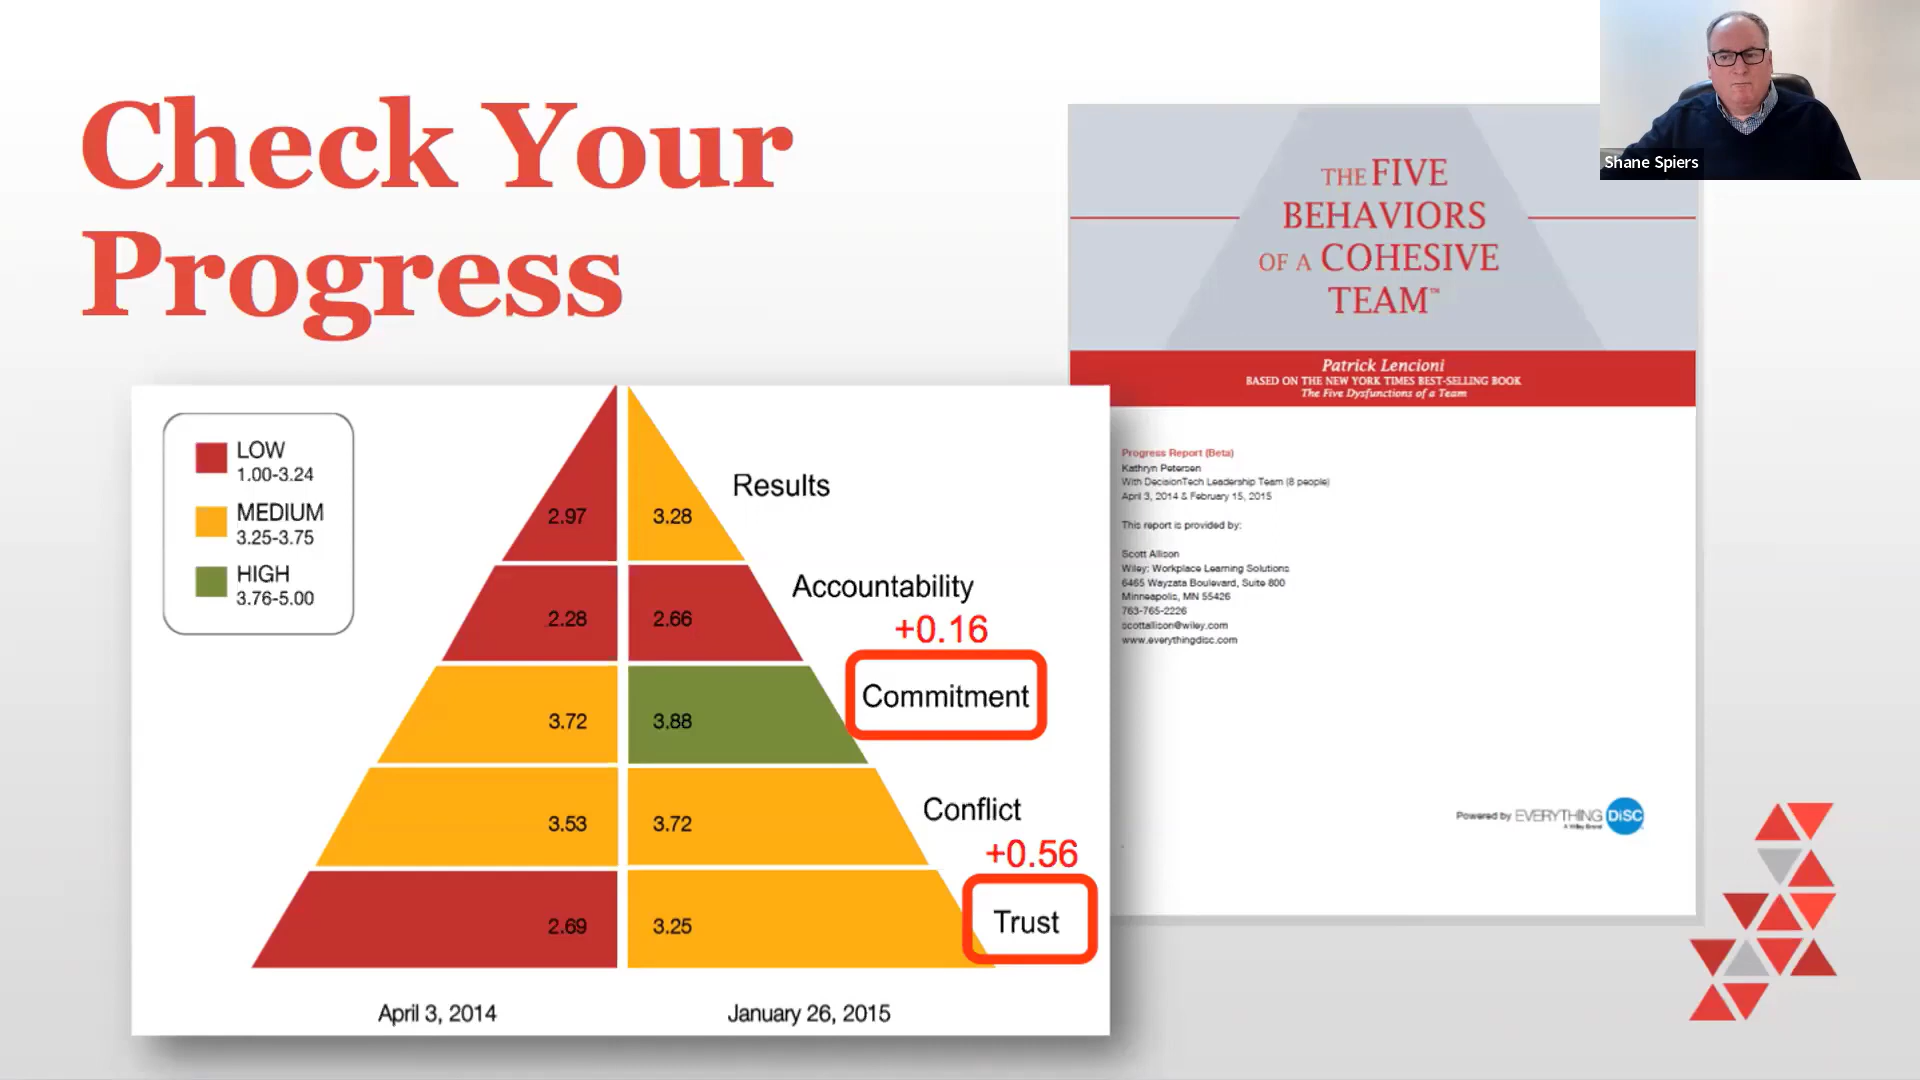 Check Your
Progress
Shane Spiers
THE FIVE
BEHAVIORS
OF A COHESIVE
TEAM™
Patrick Lencioni
BASED ON THE NEW YORK TIMES BEST-SELLING BOOK
The Five Dysfunctions of a Team
Progress Report (Beta)
Kathryn Petersen
With DecisionTech Leadership Team (8 people)
April 3, 2014 & February 15, 2015
This report is provided by:
Scott Allison
Wiley: Workplace Learning Solutions
6465 Wayzata Boulevard, Suite 800
Minneapolis, MN 55426
763-765-2226
scottallison@wiley.com
www.everythingdisc.com
Powered by EVERYTHING DiSC
A Wiley Brand
LOW
1.00-3.24
MEDIUM
3.25-3.75
HIGH
3.76-5.00
2.97 3.28 Results
2.28 2.66 Accountability
+0.16
3.72 3.88 Commitment
3.53 3.72 Conflict
+0.56
2.69 3.25 Trust
April 3, 2014 January 26, 2015